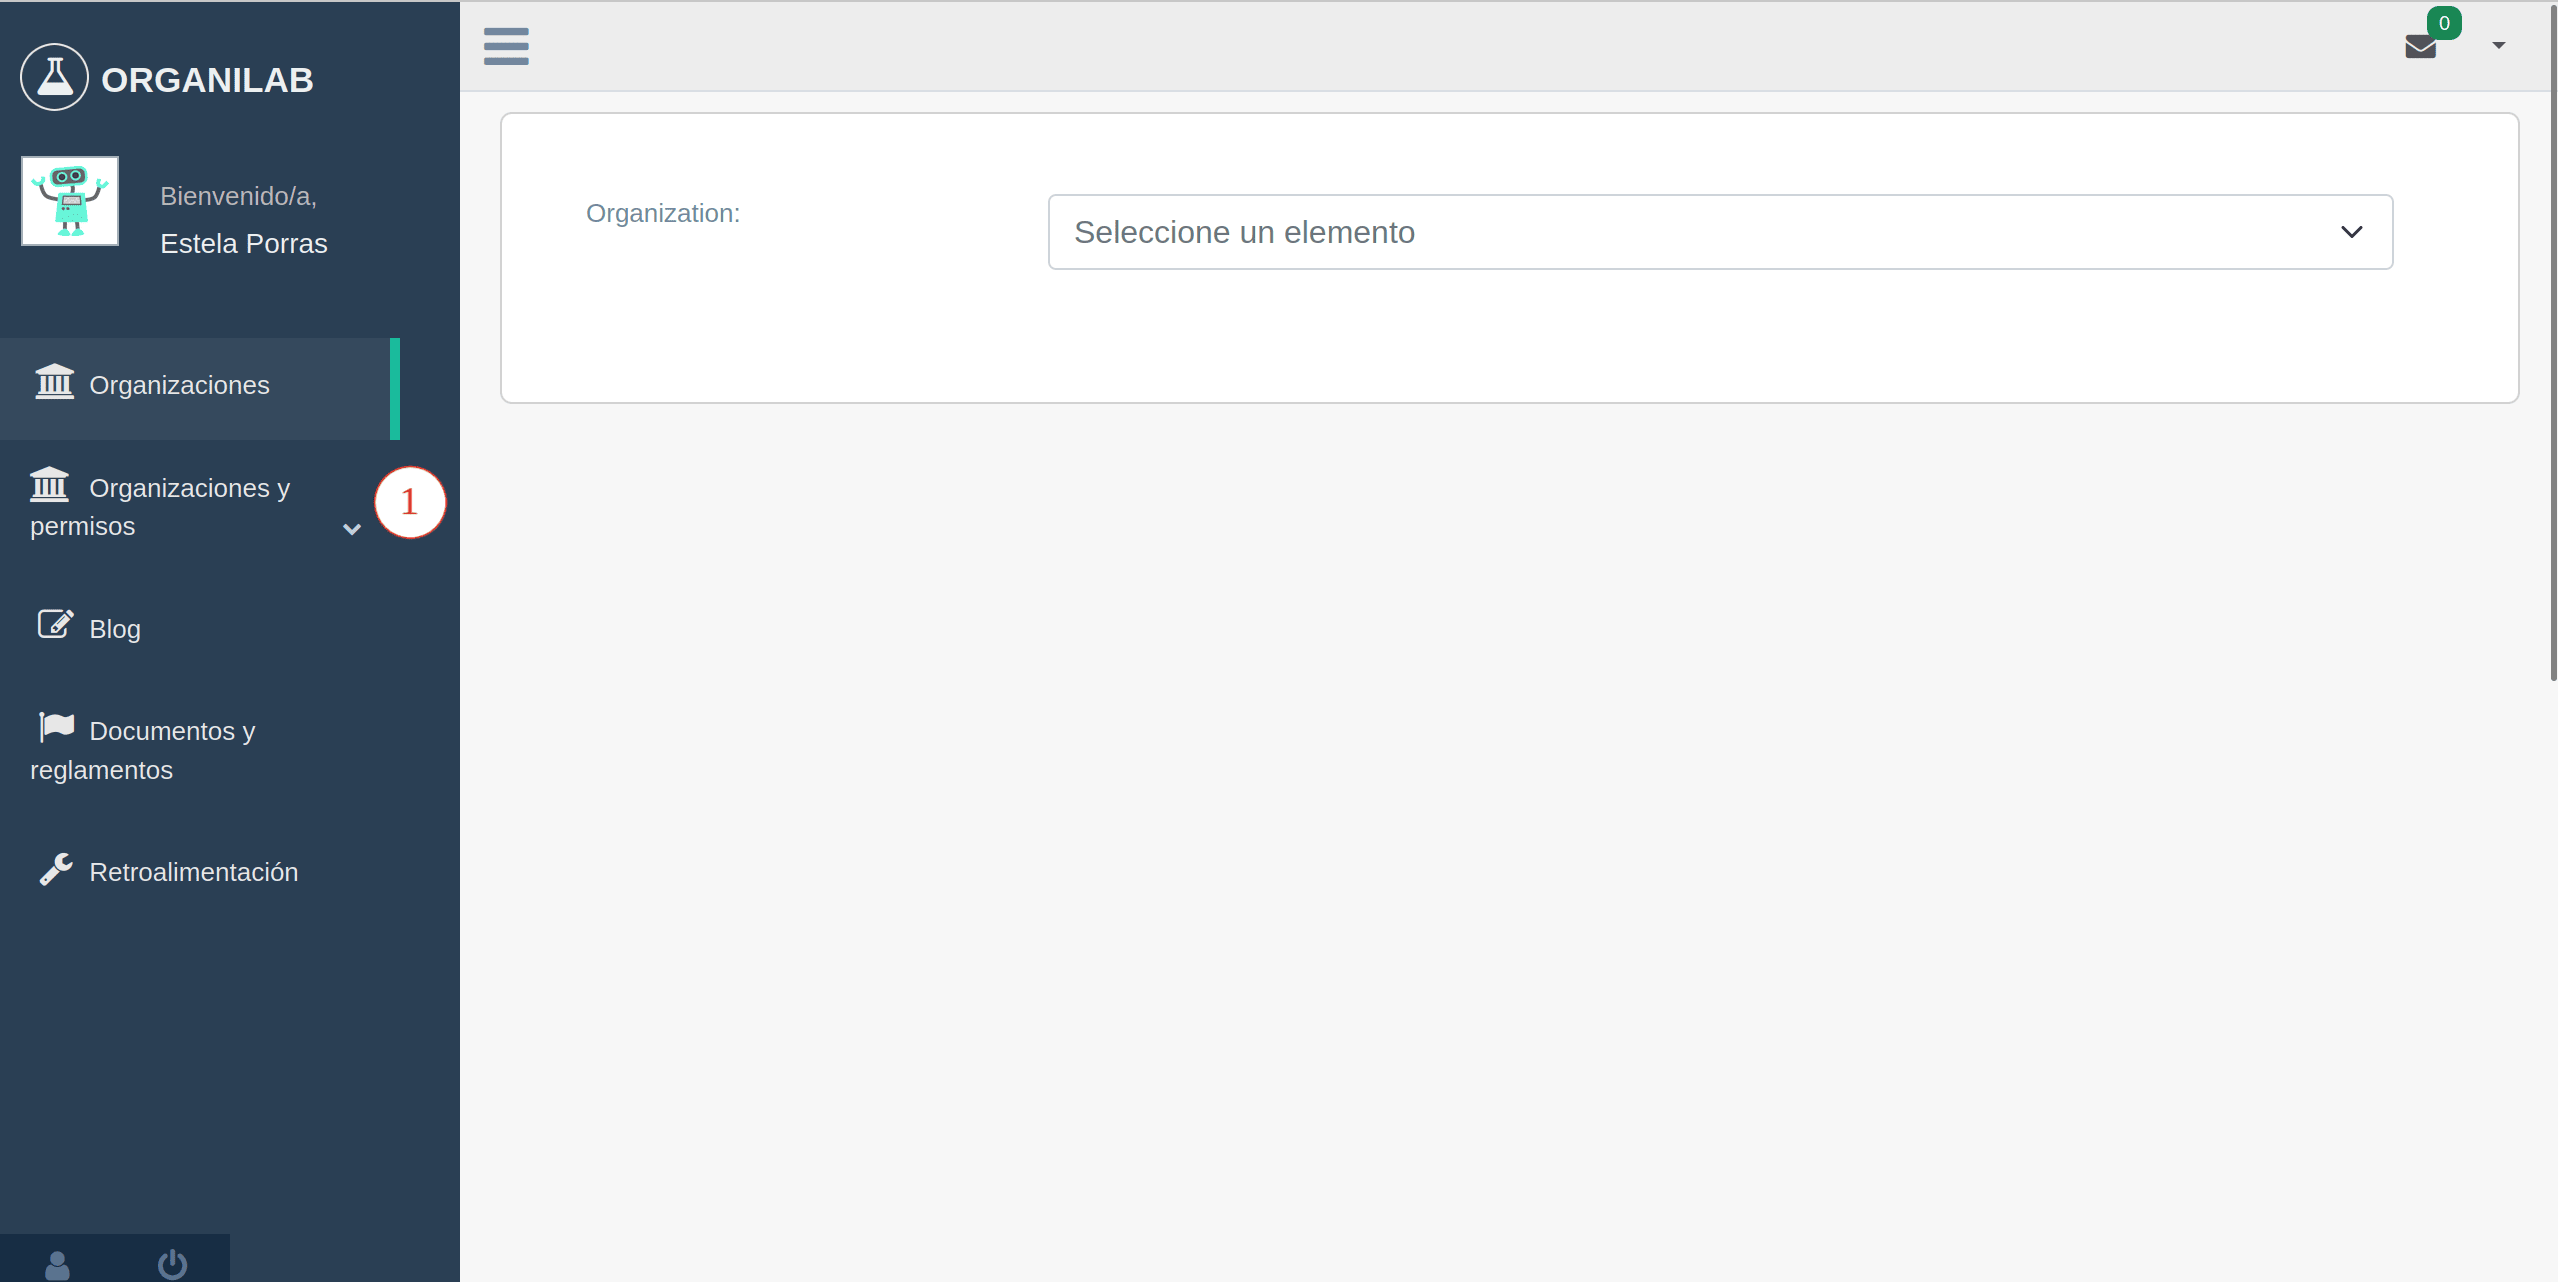 ORGANILAB
Bienvenido/a,
Estela Porras
Organizaciones
Organizaciones y
permisos
1
Blog
Documentos y
reglamentos
Retroalimentación
0
Organization:
Seleccione un elemento